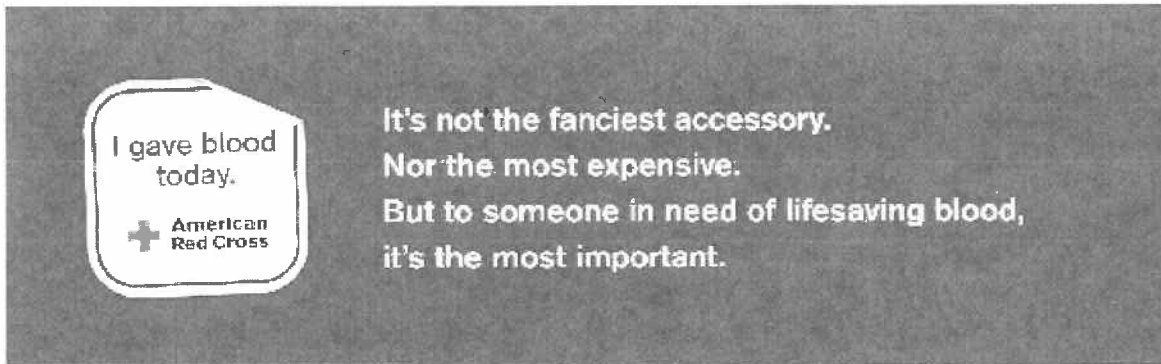 I gave blood
today.
American
Red Cross
It's not the fanciest accessory.
Nor the most expensive.
But to someone in need of lifesaving blood,
it's the most important.